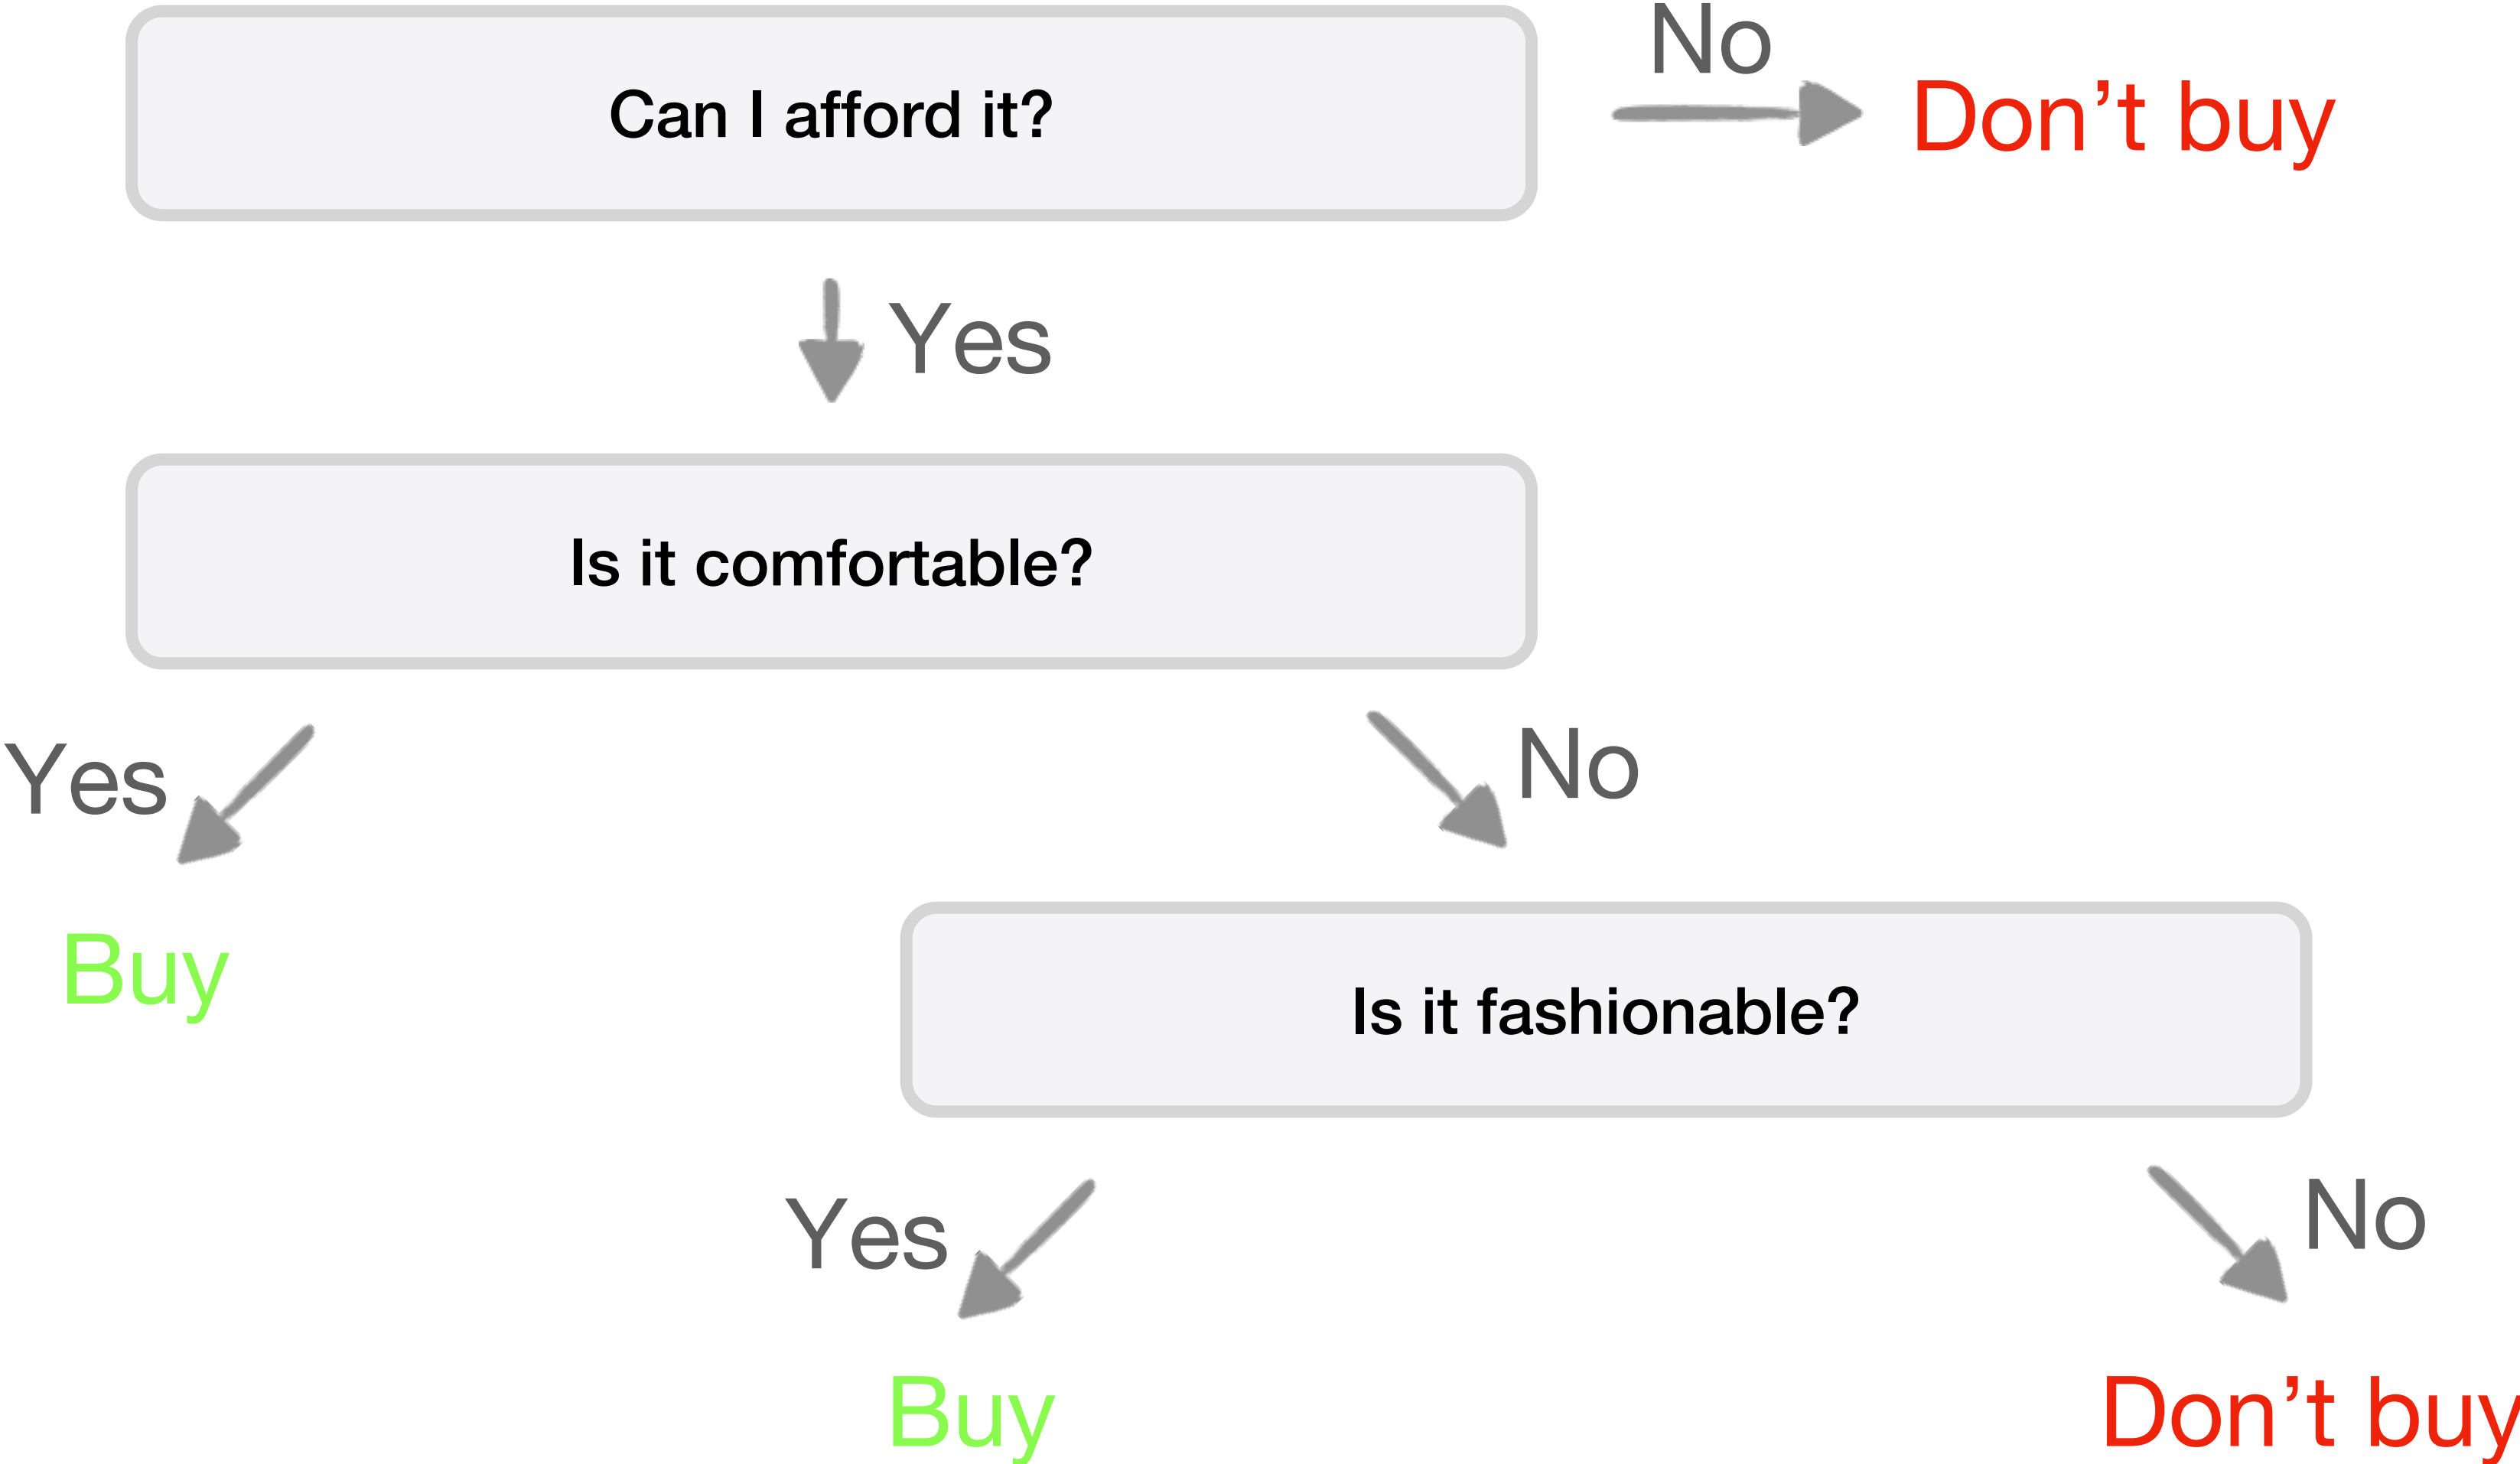 Can I afford it?
No
Don’t buy
Yes
Is it comfortable?
Yes
No
Buy
Is it fashionable?
Yes
No
Buy
Don’t buy